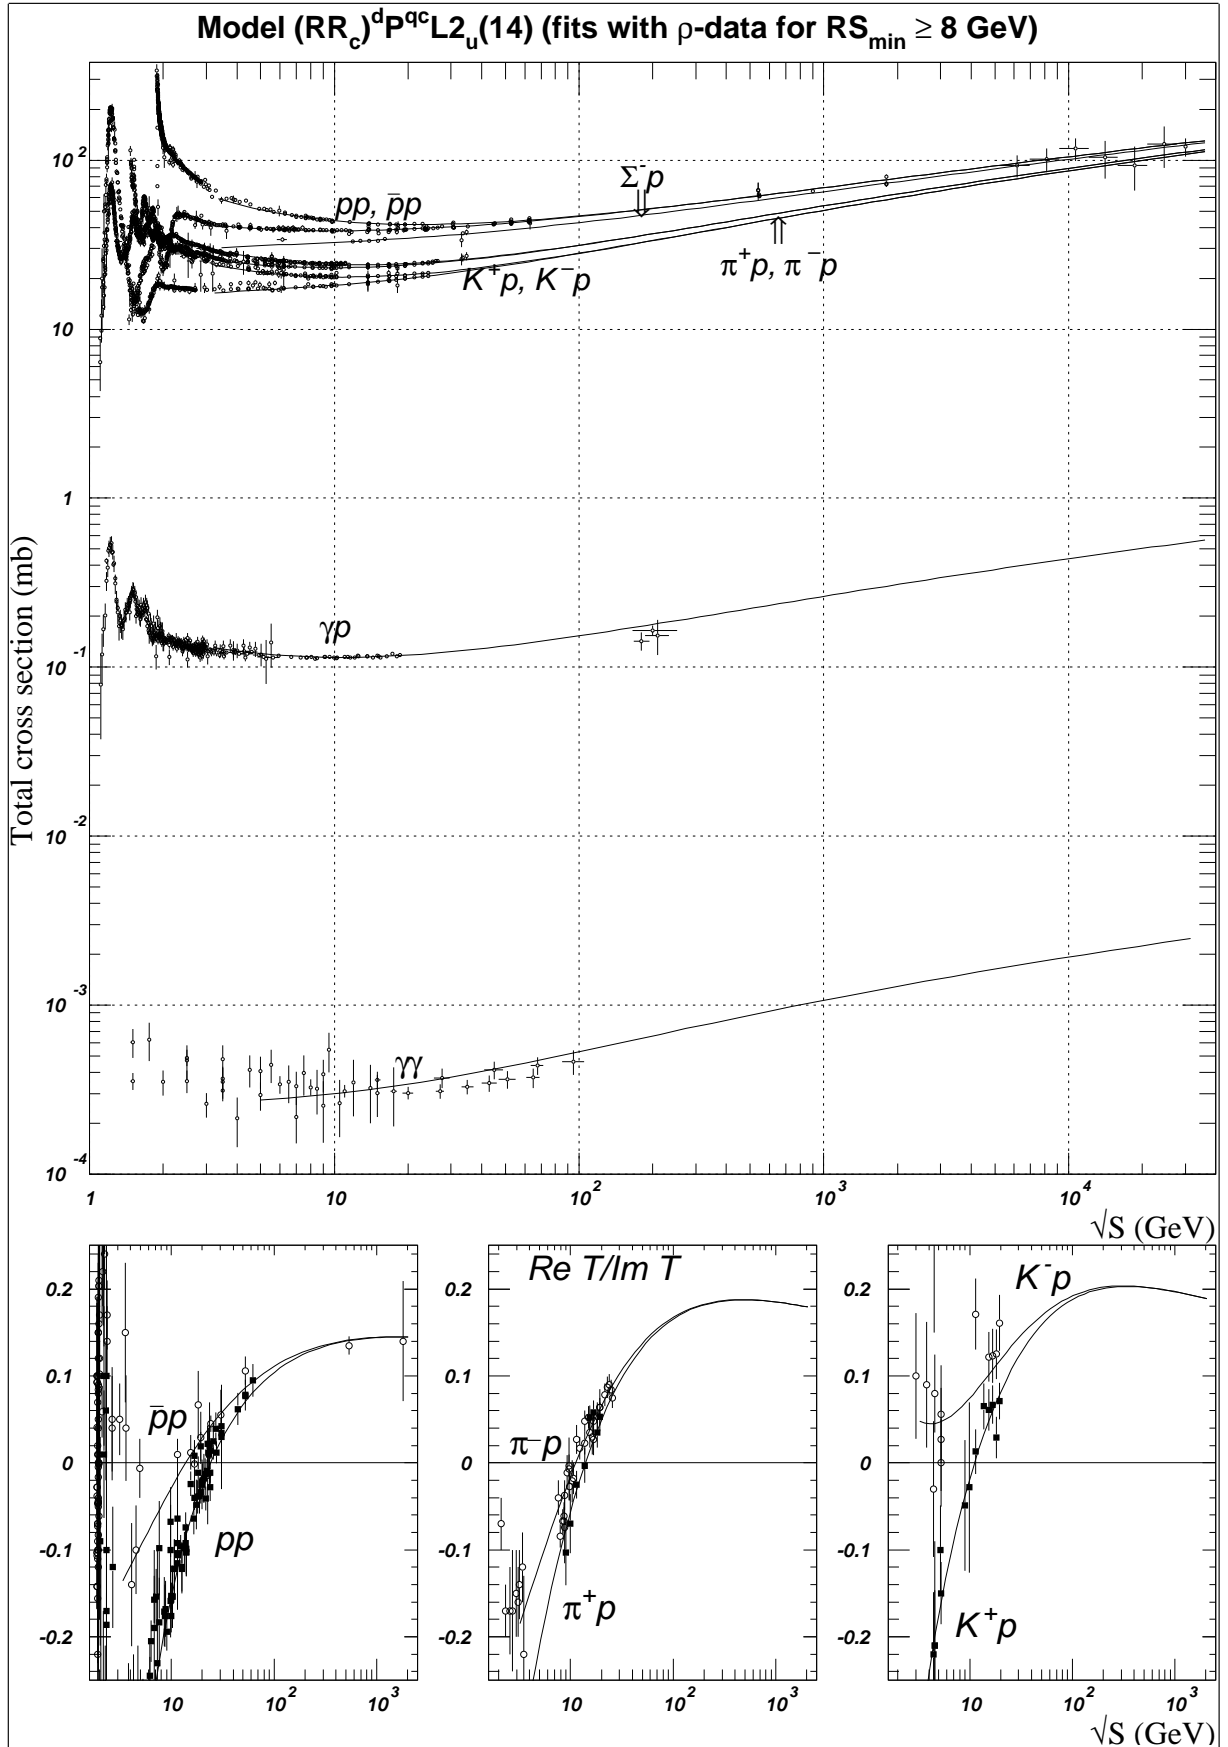 Model (RR_c)^d P^qc L2_u(14) (fits with ρ-data for RS_min ≥ 8 GeV)
Total cross section (mb)
10^2
10
1
10^-1
10^-2
10^-3
10^-4
pp, p̄p
Σ^-p
⇓
⇑
π^+p, π^-p
K^+p, K^-p
γp
γγ
1 10 10^2 10^3 10^4
√S (GeV)
0.2
0.1
0
-0.1
-0.2
p̄p
pp
10 10^2 10^3
Re T/Im T
0.2
0.1
0
-0.1
-0.2
π^-p
π^+p
10 10^2 10^3
0.2
0.1
0
-0.1
-0.2
K^-p
K^+p
10 10^2 10^3
√S (GeV)